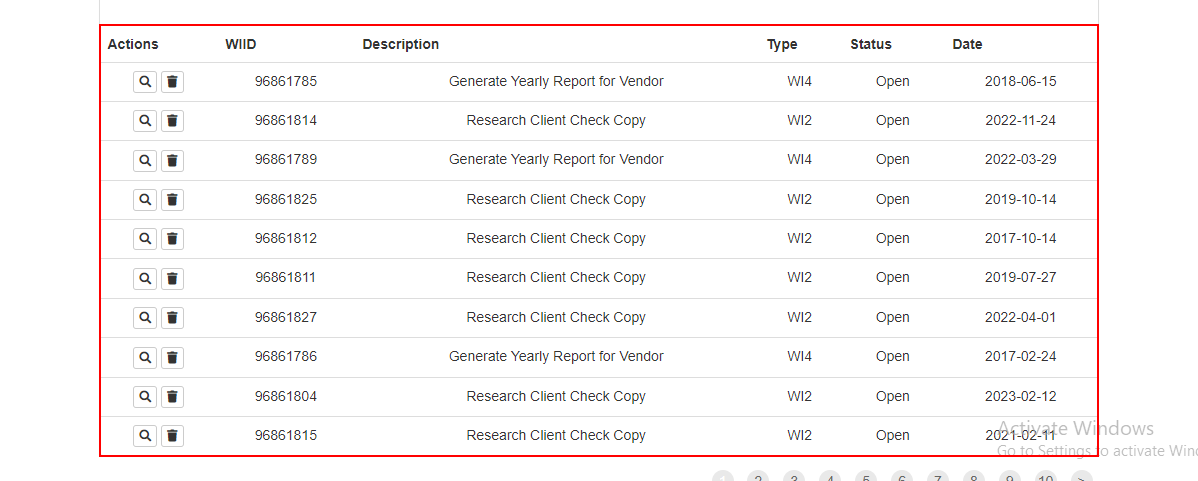 Actions WIID Description Type Status Date
96861785 Generate Yearly Report for Vendor WI4 Open 2018-06-15
96861814 Research Client Check Copy WI2 Open 2022-11-24
96861789 Generate Yearly Report for Vendor WI4 Open 2022-03-29
96861825 Research Client Check Copy WI2 Open 2019-10-14
96861812 Research Client Check Copy WI2 Open 2017-10-14
96861811 Research Client Check Copy WI2 Open 2019-07-27
96861827 Research Client Check Copy WI2 Open 2022-04-01
96861786 Generate Yearly Report for Vendor WI4 Open 2017-02-24
96861804 Research Client Check Copy WI2 Open 2023-02-12
96861815 Research Client Check Copy WI2 Open 2021-02-11
Activate Windows
Go to Settings to activate Win
1 2 3 4 5 6 7 8 9 10 >